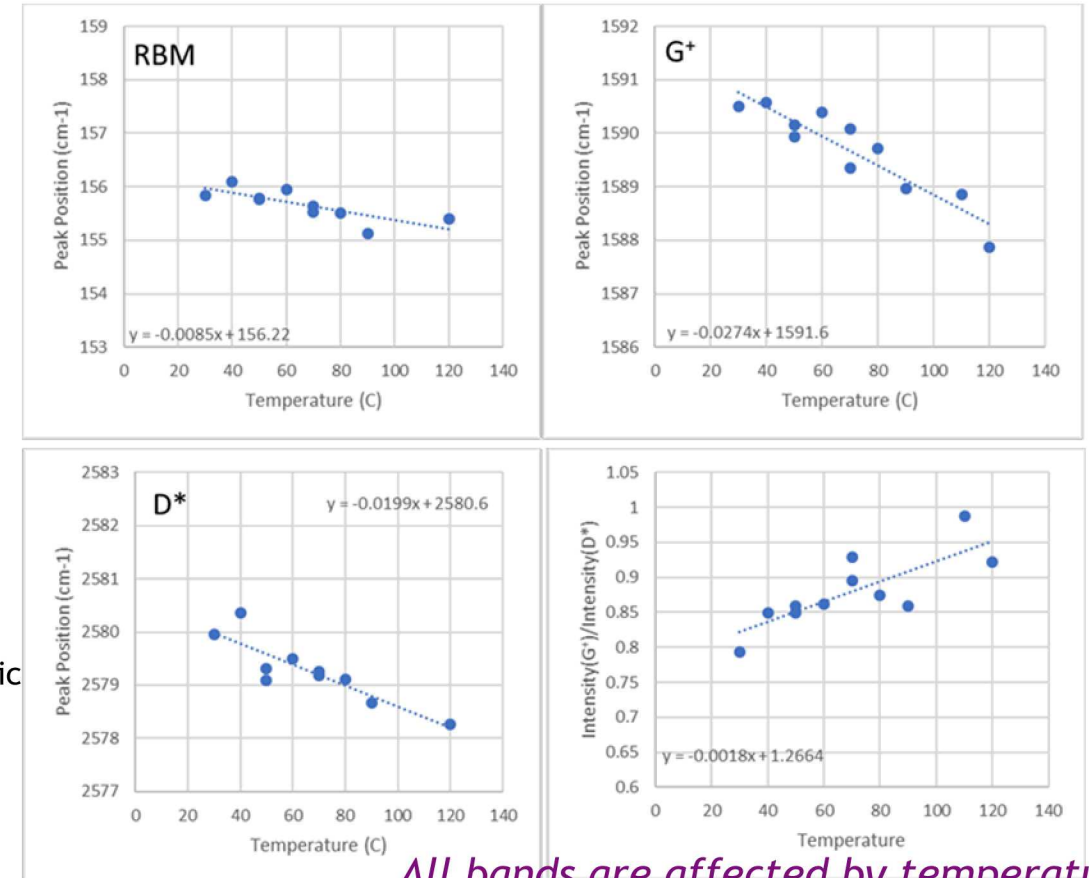 RBM
Peak Position (cm-1)
159
158
157
156
155
154
153
y = -0.0085x + 156.22
0 20 40 60 80 100 120 140
Temperature (C)
G⁺
Peak Position (cm-1)
1592
1591
1590
1589
1588
1587
1586
y = -0.0274x + 1591.6
0 20 40 60 80 100 120 140
Temperature (C)
ic
D*
y = -0.0199x + 2580.6
Peak Position (cm-1)
2583
2582
2581
2580
2579
2578
2577
0 20 40 60 80 100 120 140
Temperature (C)
Intensity(G⁺)/Intensity(D*)
1.05
1
0.95
0.9
0.85
0.8
0.75
0.7
0.65
0.6
y = -0.0018x + 1.2664
0 20 40 60 80 100 120 140
Temperature
All bands are affected by temperatu